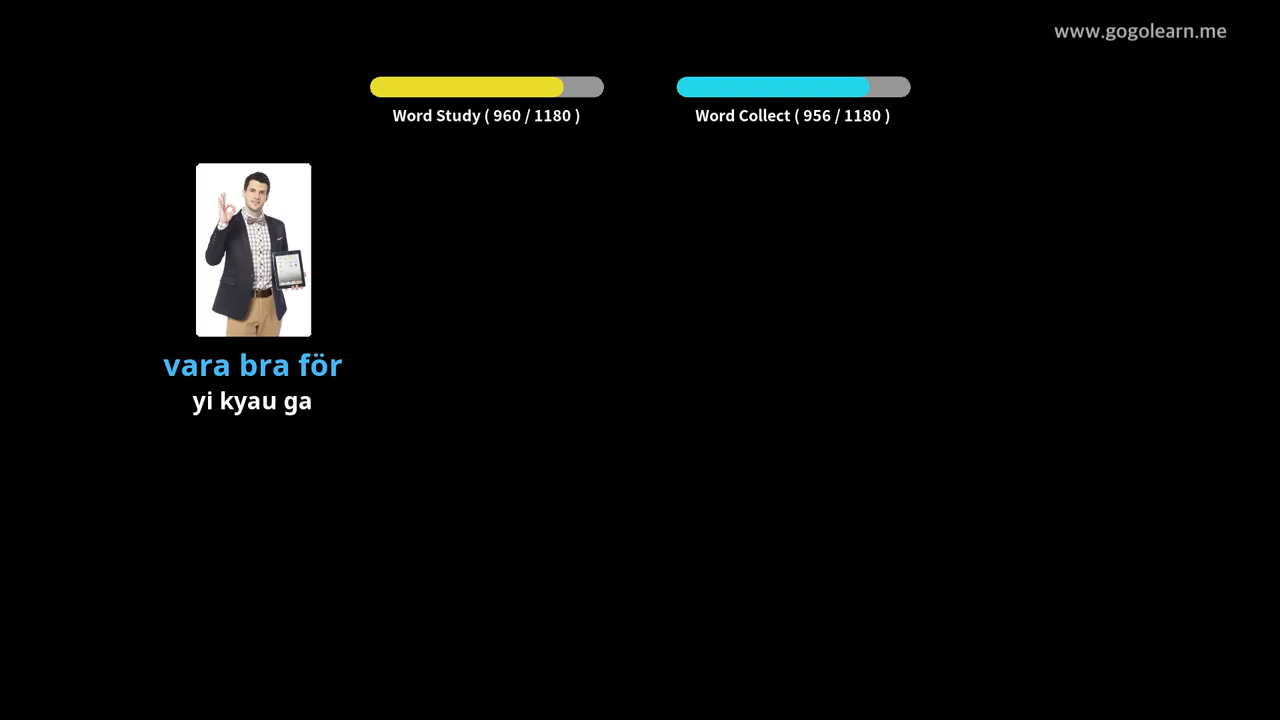 www.gogolearn.me
Word Study ( 960 / 1180 )
Word Collect ( 956 / 1180 )
vara bra för
yi kyau ga